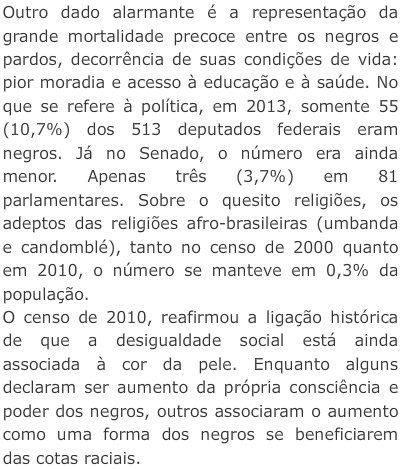 Outro dado alarmante é a representação da
grande mortalidade precoce entre os negros e
pardos, decorrência de suas condições de vida:
pior moradia e acesso à educação e à saúde. No
que se refere à política, em 2013, somente 55
(10,7%) dos 513 deputados federais eram
negros. Já no Senado, o número era ainda
menor. Apenas três (3,7%) em 81
parlamentares. Sobre o quesito religiões, os
adeptos das religiões afro-brasileiras (umbanda
e candomblé), tanto no censo de 2000 quanto
em 2010, o número se manteve em 0,3% da
população.
O censo de 2010, reafirmou a ligação histórica
de que a desigualdade social está ainda
associada à cor da pele. Enquanto alguns
declaram ser aumento da própria consciência e
poder dos negros, outros associaram o aumento
como uma forma dos negros se beneficiarem
das cotas raciais.